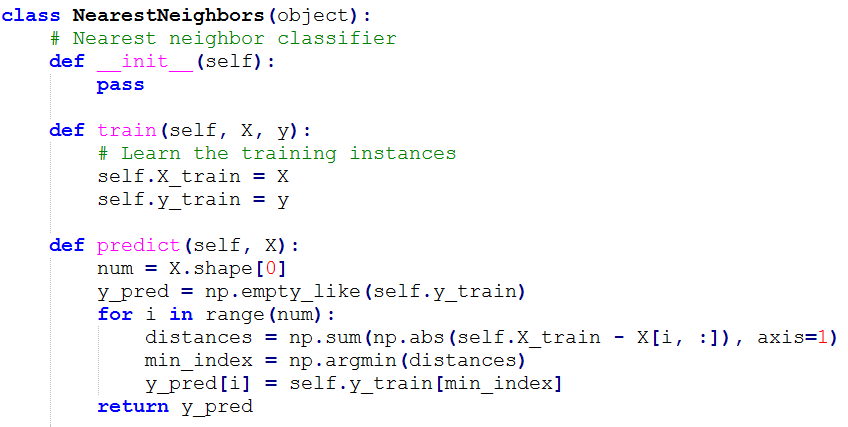 class NearestNeighbors(object):
    # Nearest neighbor classifier
    def __init__(self):
        pass

    def train(self, X, y):
        # Learn the training instances
        self.X_train = X
        self.y_train = y

    def predict(self, X):
        num = X.shape[0]
        y_pred = np.empty_like(self.y_train)
        for i in range(num):
            distances = np.sum(np.abs(self.X_train - X[i, :]), axis=1)
            min_index = np.argmin(distances)
            y_pred[i] = self.y_train[min_index]
        return y_pred